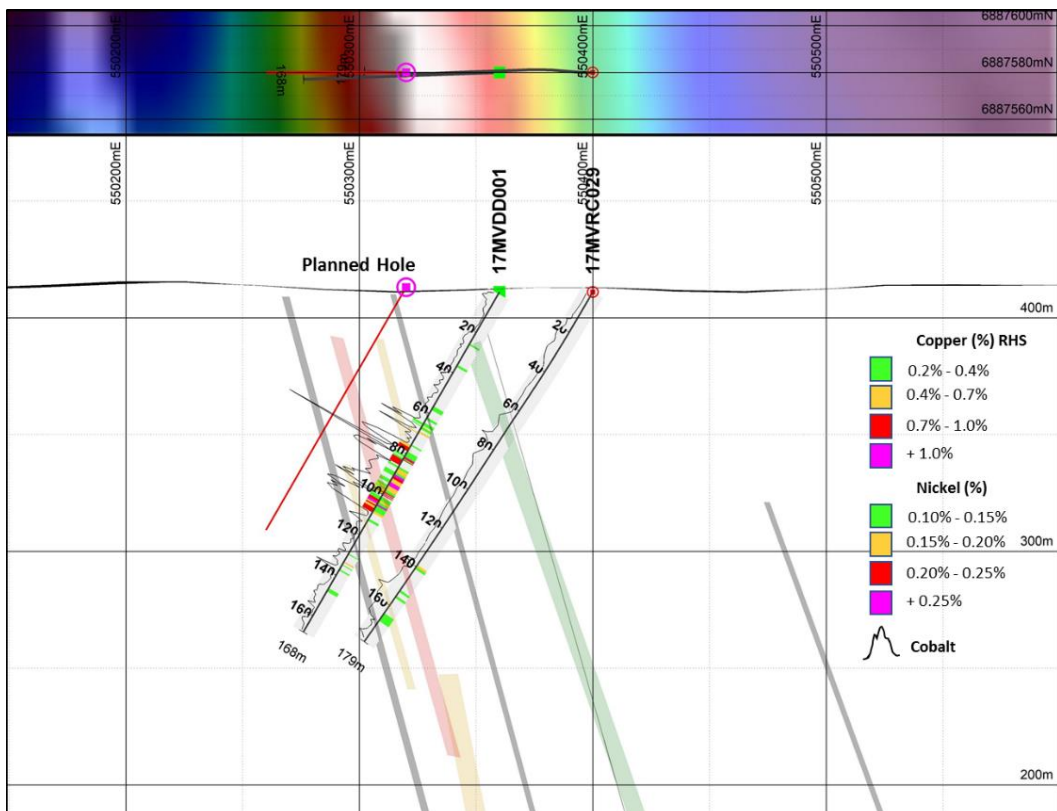 6887600mN
550200mE
550300mE
550400mE
550500mE
6887580mN
168m
179m
6887560mN
550200mE
550300mE
550400mE
550500mE
17MVDD001
17MVRC029
Planned Hole
400m
20
40
60
80
100
120
140
160
168m
20
40
60
80
100
120
140
160
179m
Copper (%) RHS
0.2% - 0.4%
0.4% - 0.7%
0.7% - 1.0%
+ 1.0%
Nickel (%)
0.10% - 0.15%
0.15% - 0.20%
0.20% - 0.25%
+ 0.25%
Cobalt
300m
200m